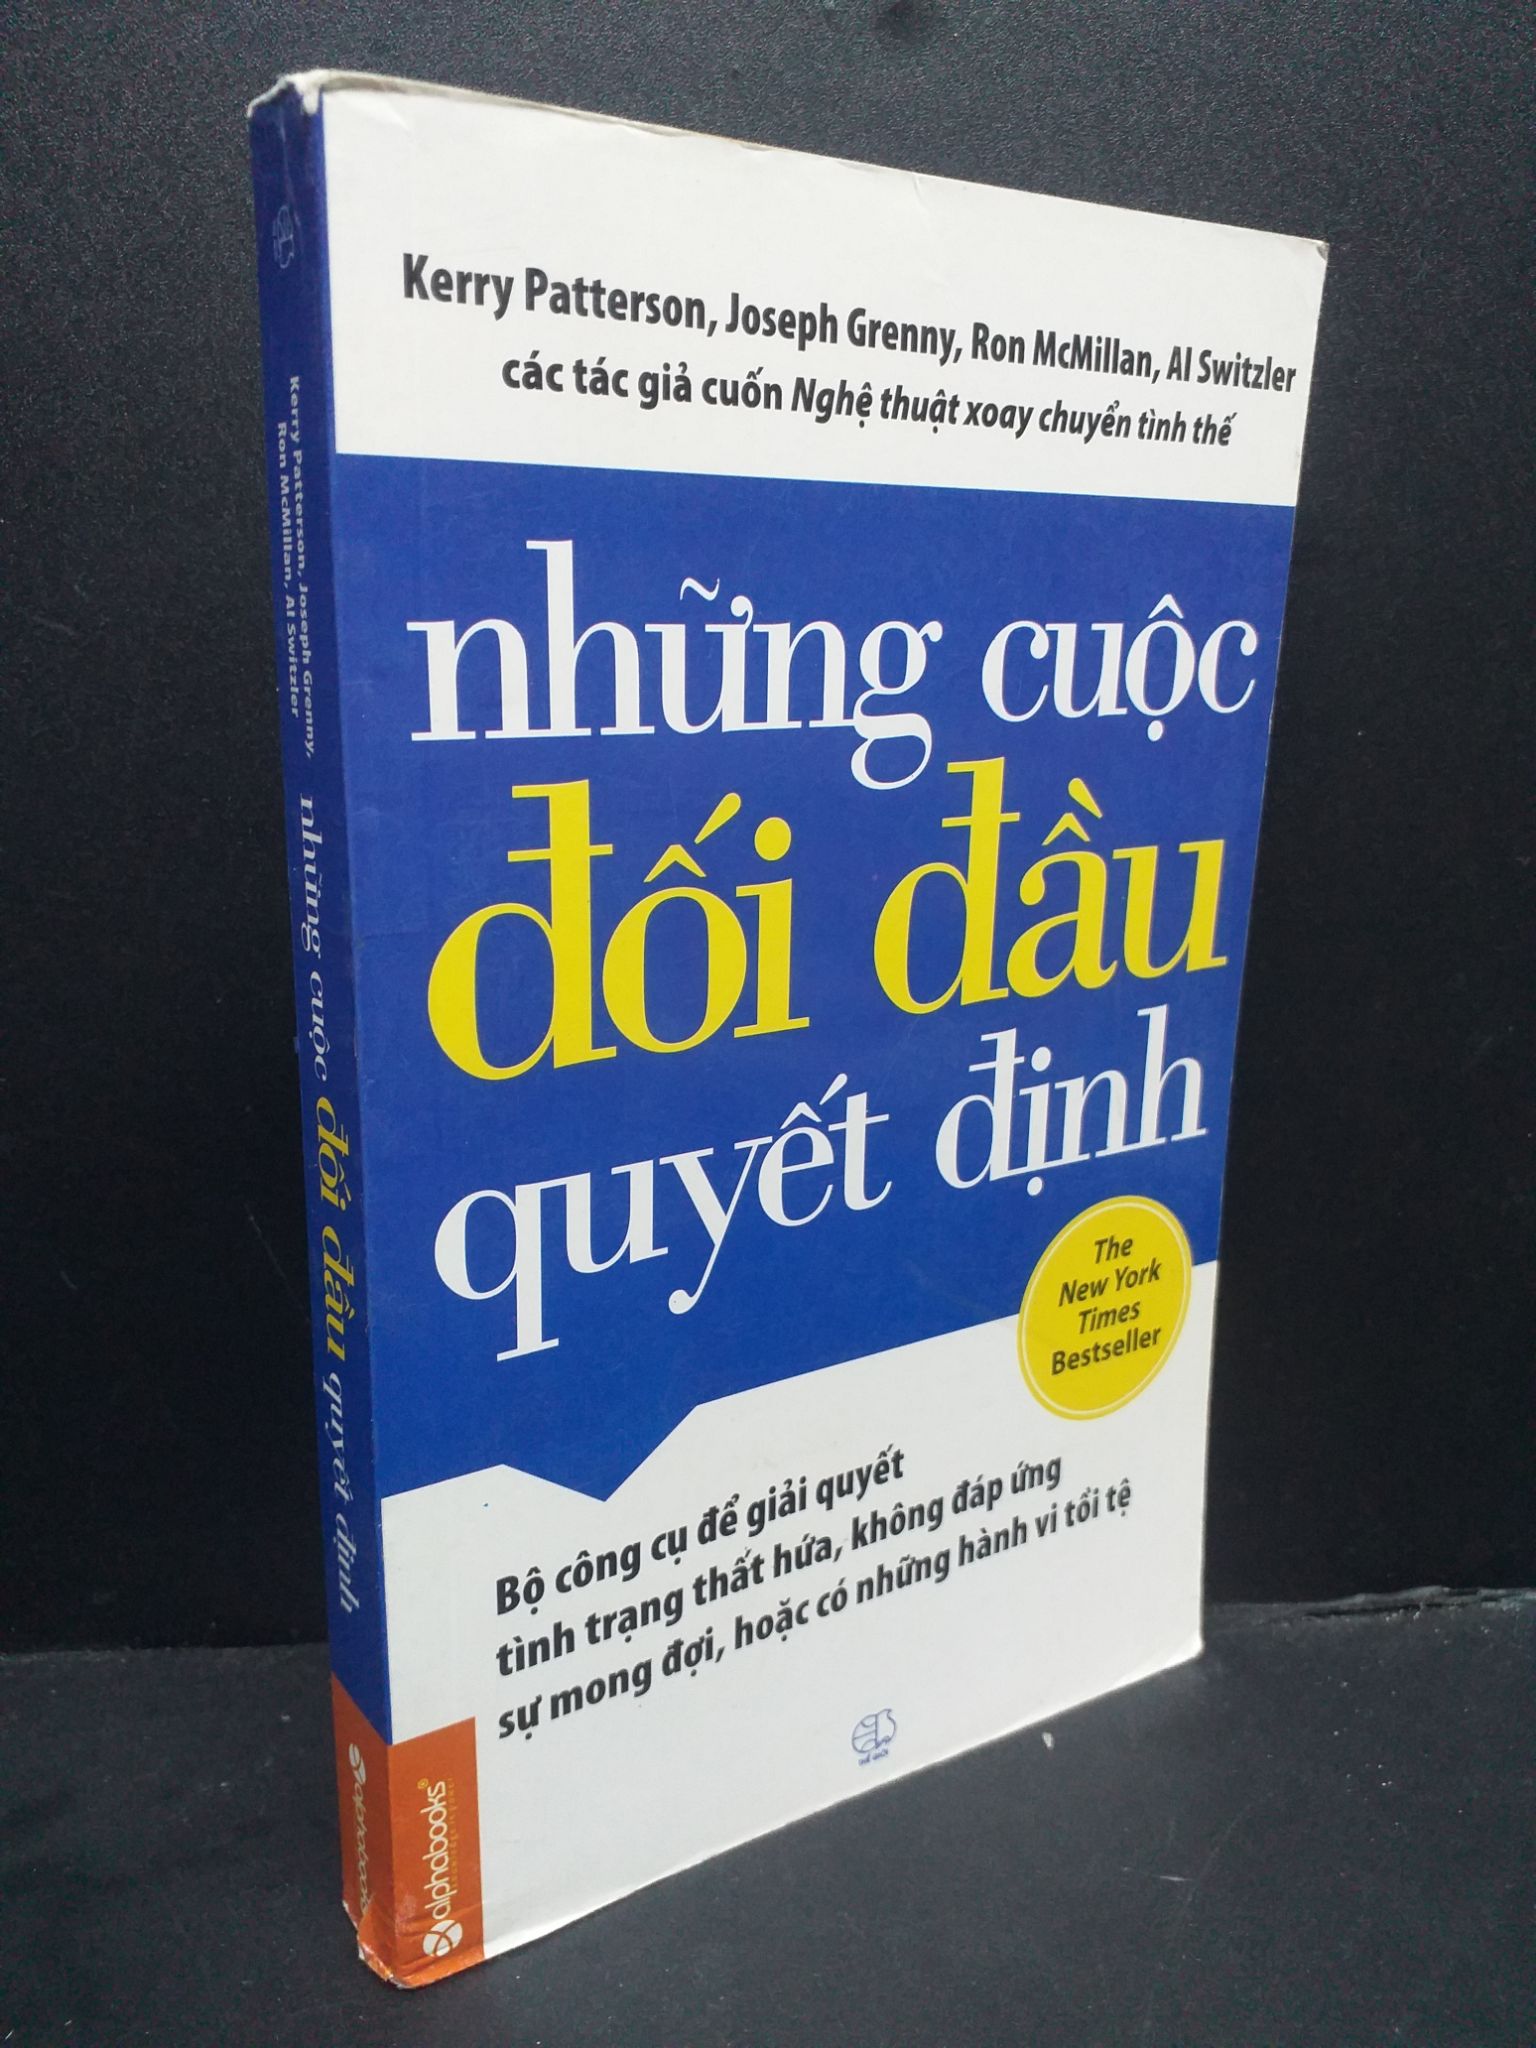 Kerry Patterson, Joseph Grenny, Ron McMillan, Al Switzler
các tác giả cuốn Nghệ thuật xoay chuyển tình thế
những cuộc
đối đầu
quyết định
The
New York
Times
Bestseller
Bộ công cụ để giải quyết
tình trạng thất hứa, không đáp ứng
sự mong đợi, hoặc có những hành vi tồi tệ
THẾ GIỚI
alphabooks®
Kerry Patterson, Joseph Grenny,
Ron McMillan, Al Switzler
những cuộc đối đầu quyết định
alphabooks